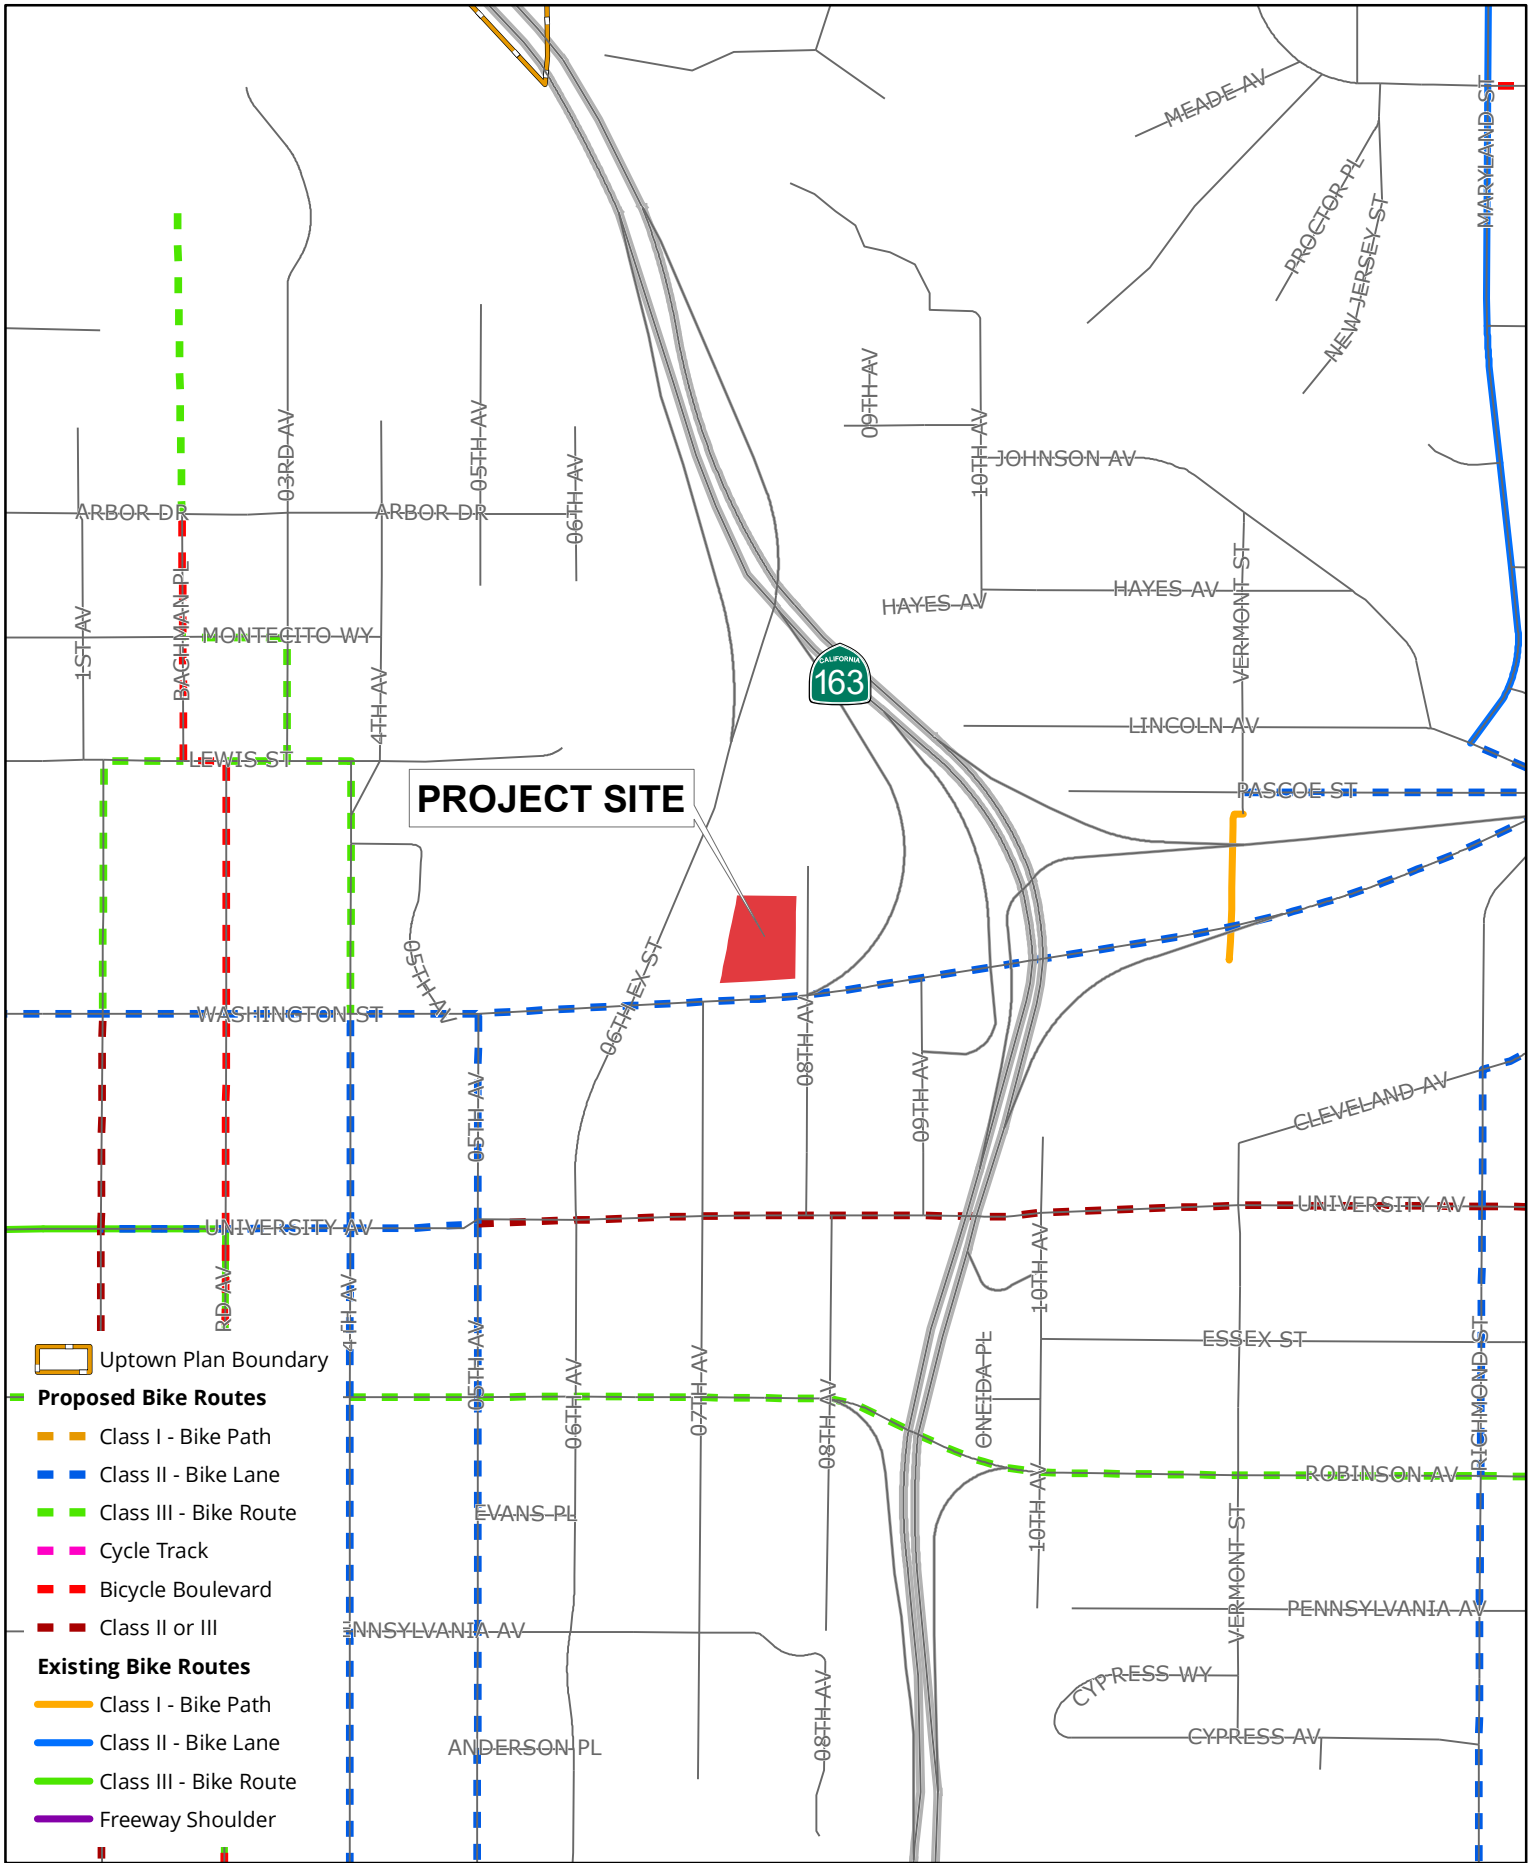 MEADE AV
MARYLAND ST
PROCTOR PL
NEW JERSEY ST
09TH AV
10TH AV
JOHNSON AV
03RD AV
05TH AV
06TH AV
ARBOR DR
ARBOR DR
BACHMAN PL
1ST AV
MONTECITO WY
4TH AV
HAYES AV
HAYES AV
VERMONT ST
CALIFORNIA
163
LINCOLN AV
LEWIS ST
PASCOE ST
PROJECT SITE
05TH AV
06TH EX ST
WASHINGTON ST
08TH AV
05TH AV
09TH AV
CLEVELAND AV
UNIVERSITY AV
UNIVERSITY AV
RD AV
4TH AV
10TH AV
ESSEX ST
RICHMOND ST
05TH AV
06TH AV
07TH AV
08TH AV
ONEIDA PL
ROBINSON AV
10TH AV
EVANS PL
VERMONT ST
NNSYLVANIA AV
PENNSYLVANIA AV
CYPRESS WY
08TH AV
ANDERSON PL
CYPRESS AV
Uptown Plan Boundary
Proposed Bike Routes
Class I - Bike Path
Class II - Bike Lane
Class III - Bike Route
Cycle Track
Bicycle Boulevard
Class II or III
Existing Bike Routes
Class I - Bike Path
Class II - Bike Lane
Class III - Bike Route
Freeway Shoulder